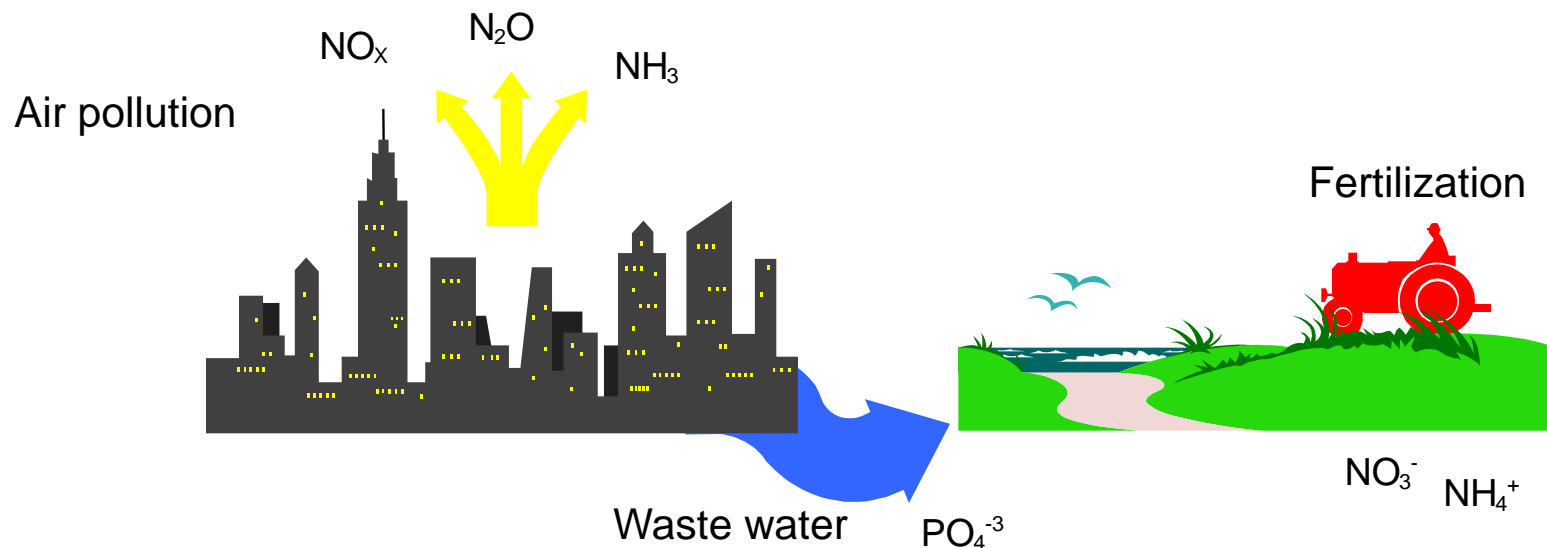 N₂O
NOₓ
NH₃
Air pollution
Fertilization
NO₃⁻
NH₄⁺
Waste water
PO₄⁻³